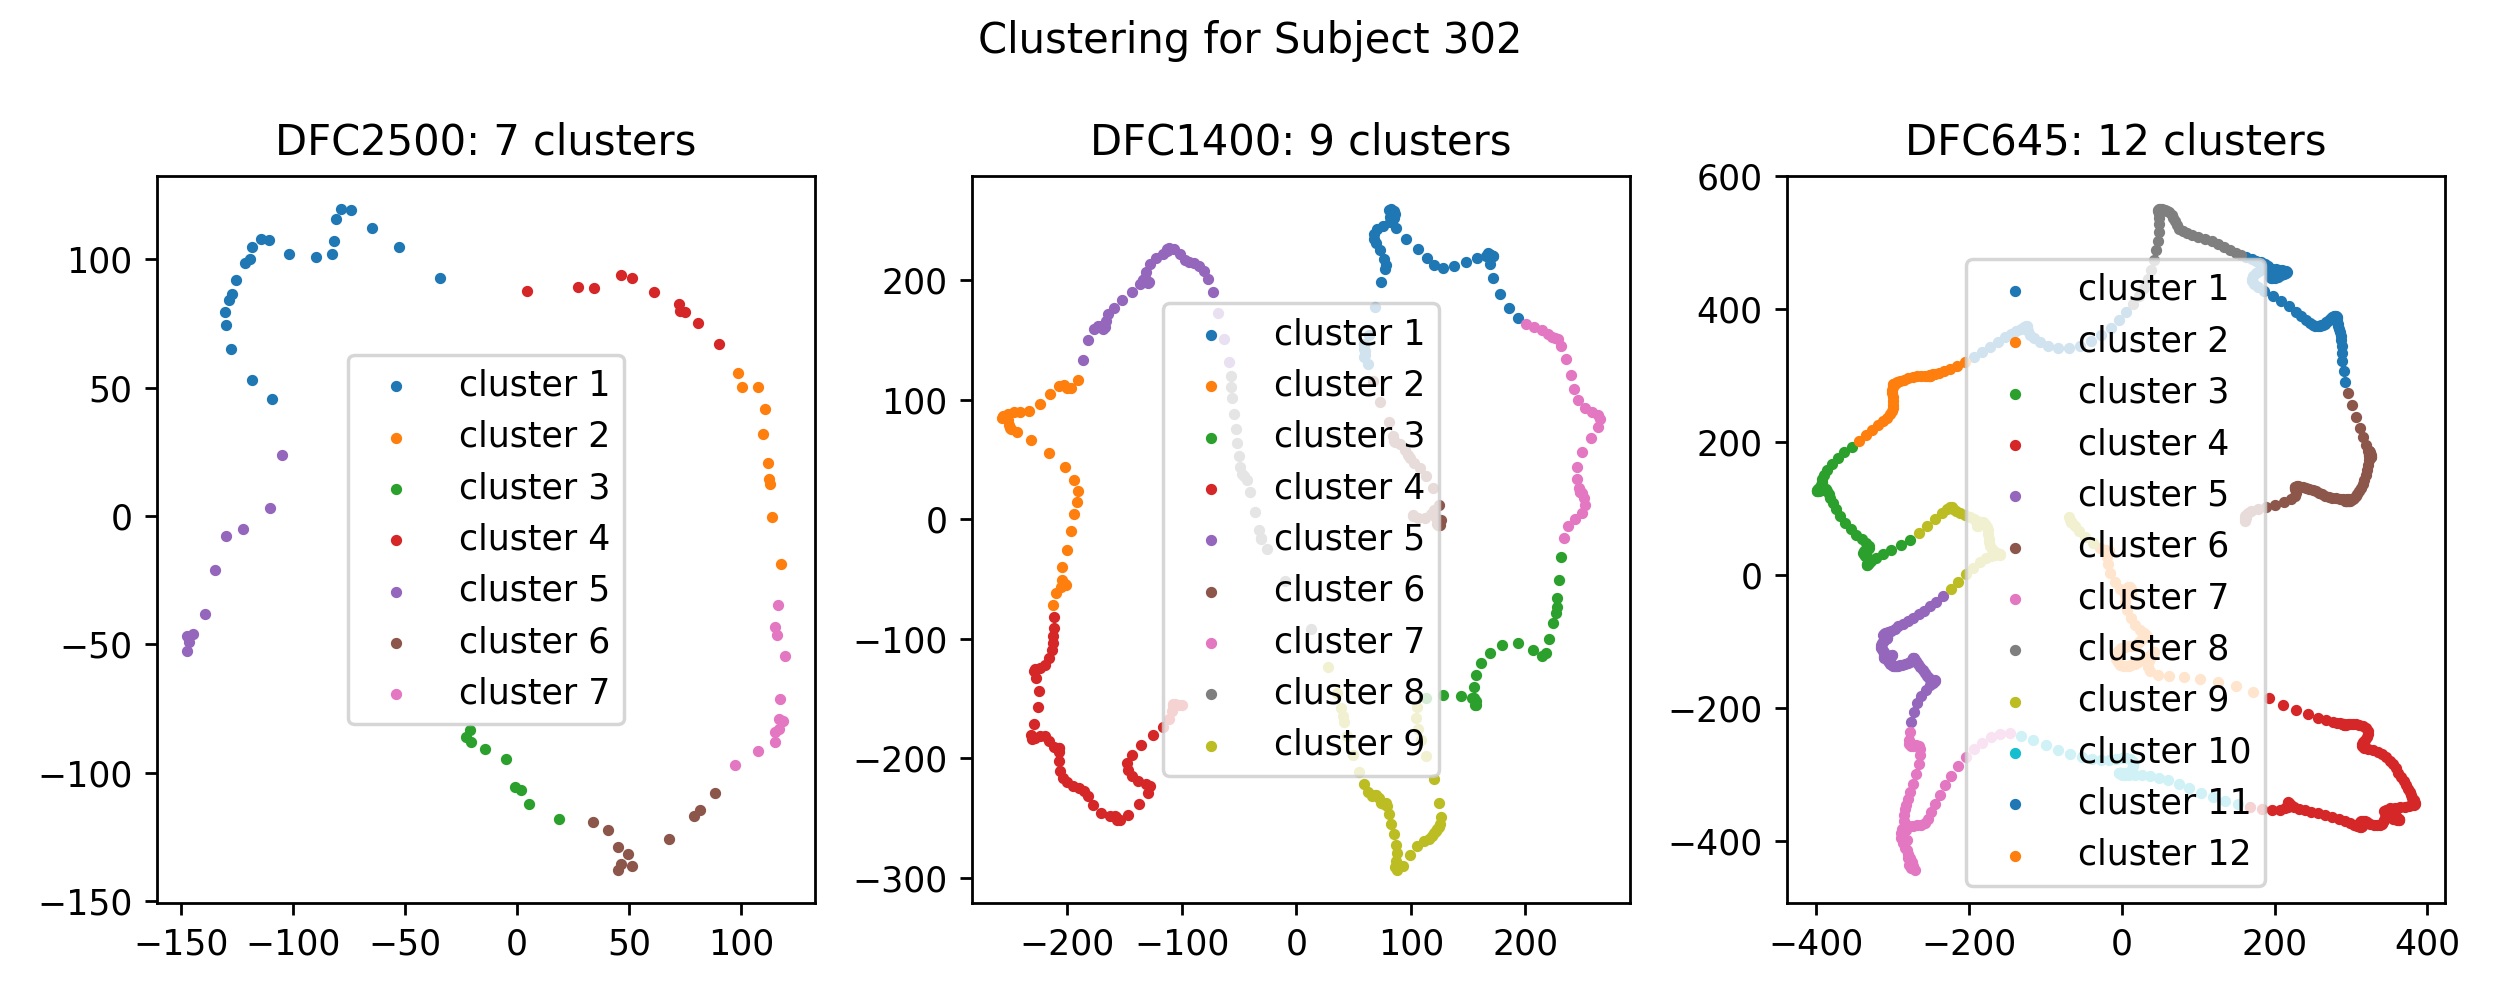 Clustering for Subject 302
DFC2500: 7 clusters
100
50
0
−50
−100
−150
−150
−100
−50
0
50
100
cluster 1
cluster 2
cluster 3
cluster 4
cluster 5
cluster 6
cluster 7
DFC1400: 9 clusters
200
100
0
−100
−200
−300
−200
−100
0
100
200
cluster 1
cluster 2
cluster 3
cluster 4
cluster 5
cluster 6
cluster 7
cluster 8
cluster 9
DFC645: 12 clusters
600
400
200
0
−200
−400
−400
−200
0
200
400
cluster 1
cluster 2
cluster 3
cluster 4
cluster 5
cluster 6
cluster 7
cluster 8
cluster 9
cluster 10
cluster 11
cluster 12